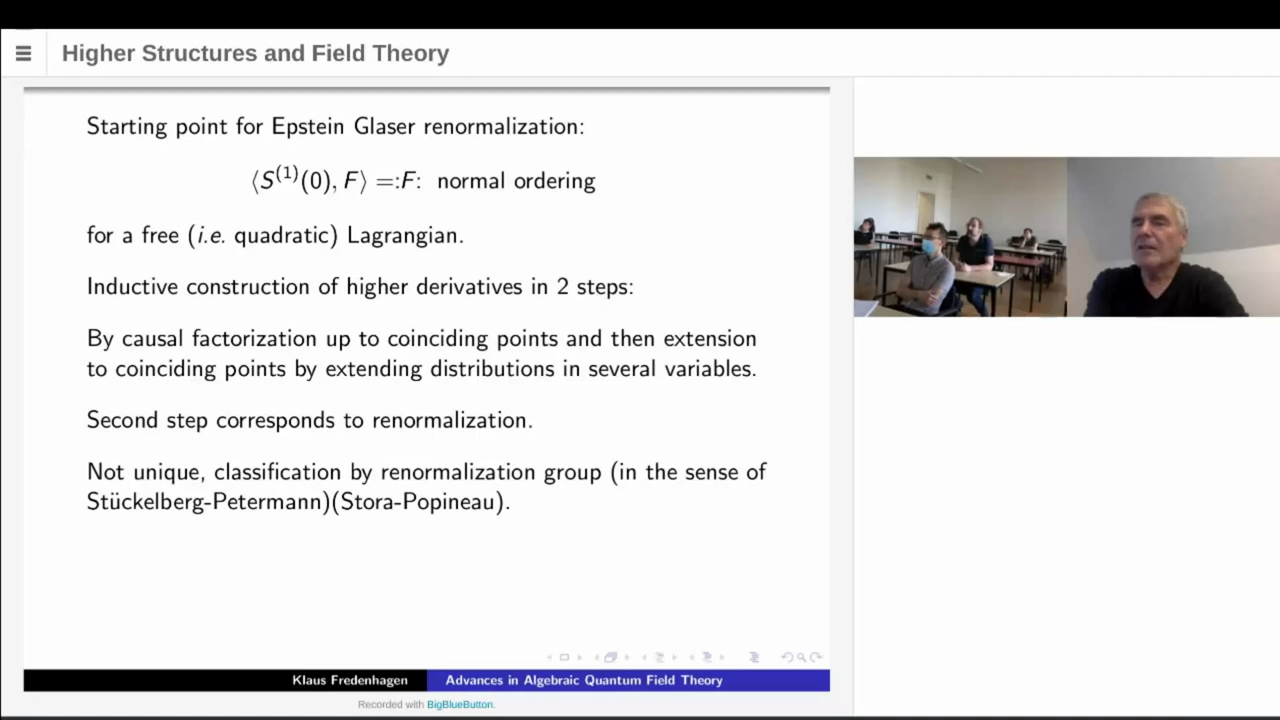 Higher Structures and Field Theory
Starting point for Epstein Glaser renormalization:
⟨S⁽¹⁾(0), F⟩ =:F: normal ordering
for a free (i.e. quadratic) Lagrangian.
Inductive construction of higher derivatives in 2 steps:
By causal factorization up to coinciding points and then extension
to coinciding points by extending distributions in several variables.
Second step corresponds to renormalization.
Not unique, classification by renormalization group (in the sense of
Stückelberg-Petermann)(Stora-Popineau).
Klaus Fredenhagen Advances in Algebraic Quantum Field Theory
Recorded with BigBlueButton.